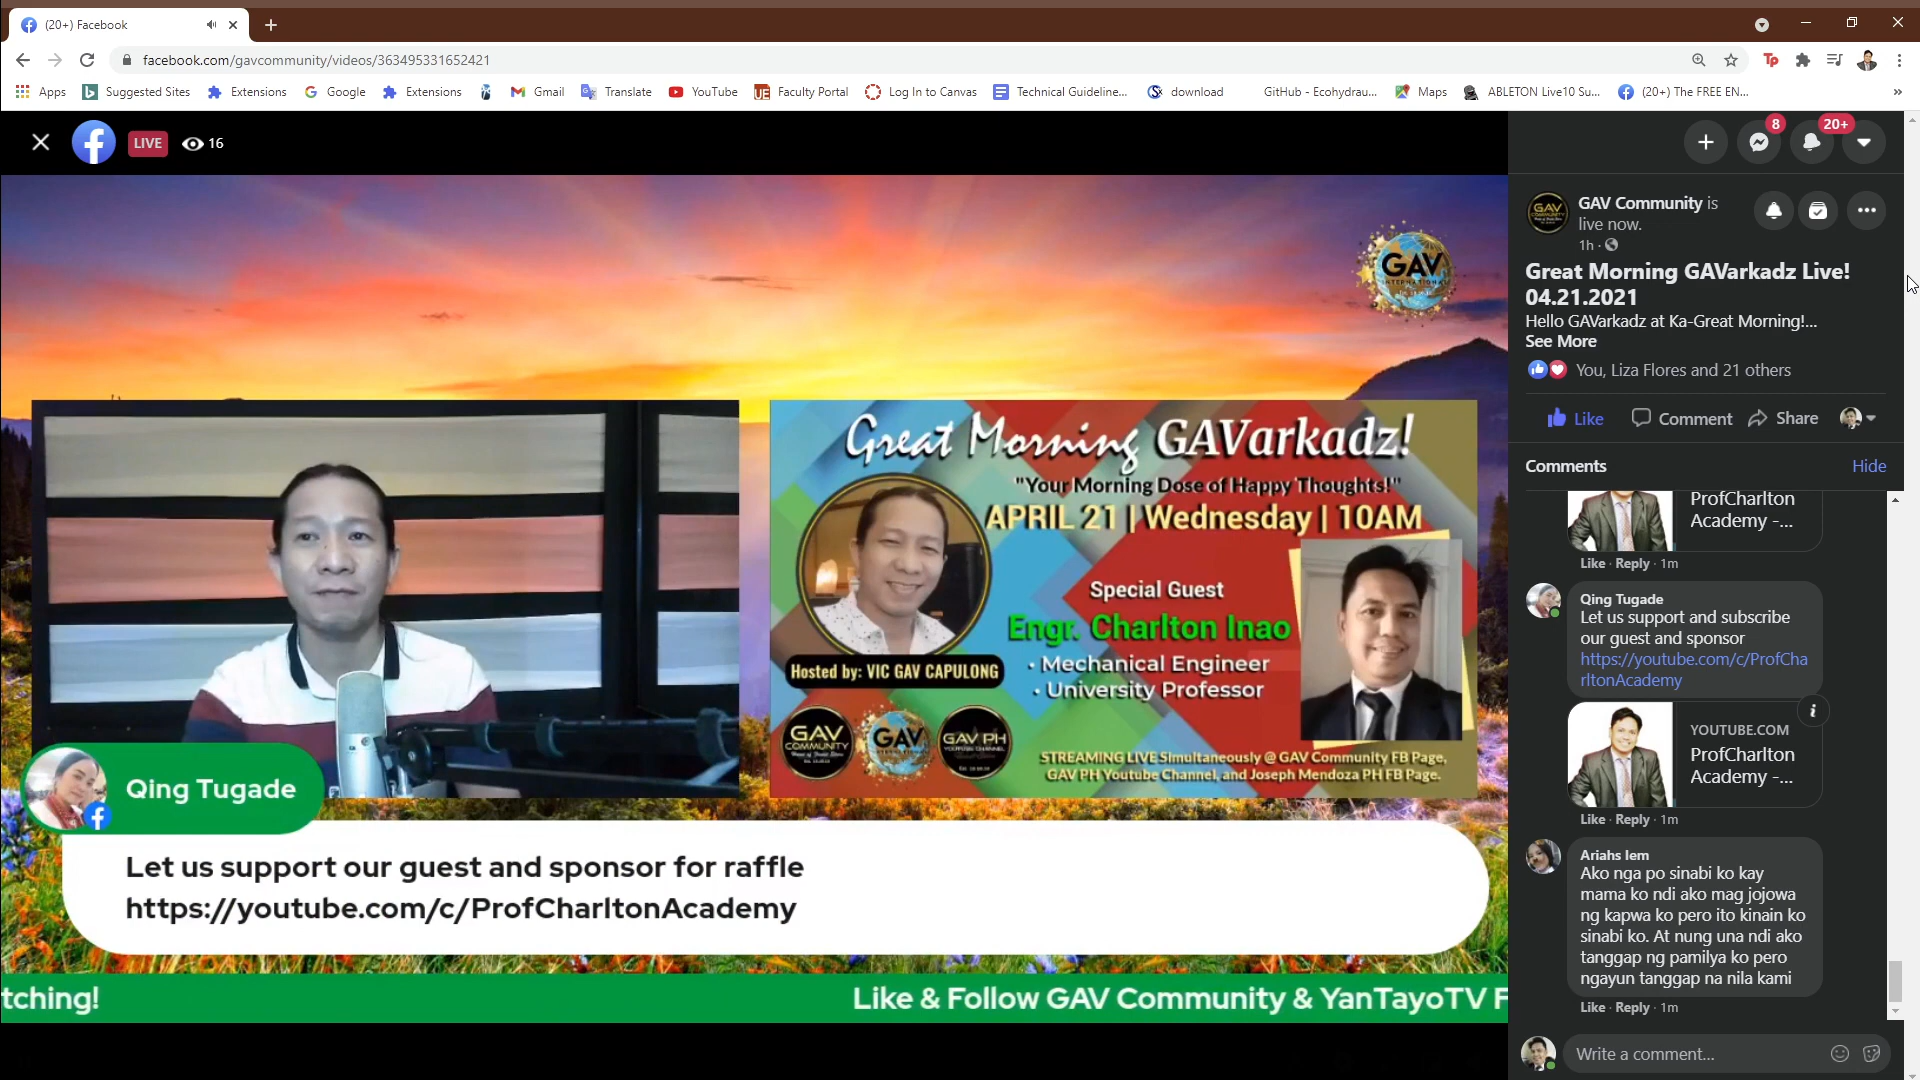 (20+) Facebook
facebook.com/gavcommunity/videos/363495331652421
Apps
Suggested Sites
Extensions
Google
Extensions
Gmail
Translate
YouTube
UE
Faculty Portal
Log In to Canvas
Technical Guideline...
download
GitHub - Ecohydrau...
Maps
ABLETON Live10 Su...
(20+) The FREE EN...
LIVE
16
8
20+
GAV
INTERNATIONAL
Great Morning GAVarkadz!
"Your Morning Dose of Happy Thoughts!"
APRIL 21 | Wednesday | 10AM
Special Guest
Engr. Charlton Inao
• Mechanical Engineer
• University Professor
Hosted by: VIC GAV CAPULONG
GAV
COMMUNITY
GAV
GAV PH
STREAMING LIVE Simultaneously @ GAV Community FB Page,
GAV PH Youtube Channel, and Joseph Mendoza PH FB Page.
Qing Tugade
Let us support our guest and sponsor for raffle
https://youtube.com/c/ProfCharltonAcademy
tching!
Like & Follow GAV Community & YanTayoTV F
GAV Community is
live now.
1h ·
Great Morning GAVarkadz Live!
04.21.2021
Hello GAVarkadz at Ka-Great Morning!...
See More
You, Liza Flores and 21 others
Like
Comment
Share
Comments
Hide
ProfCharlton
Academy -...
Like · Reply · 1m
Qing Tugade
Let us support and subscribe
our guest and sponsor
https://youtube.com/c/ProfCha
rltonAcademy
YOUTUBE.COM
ProfCharlton
Academy -...
Like · Reply · 1m
Ariahs Iem
Ako nga po sinabi ko kay
mama ko ndi ako mag jojowa
ng kapwa ko pero ito kinain ko
sinabi ko. At nung una ndi ako
tanggap ng pamilya ko pero
ngayun tanggap na nila kami
Like · Reply · 1m
Write a comment...